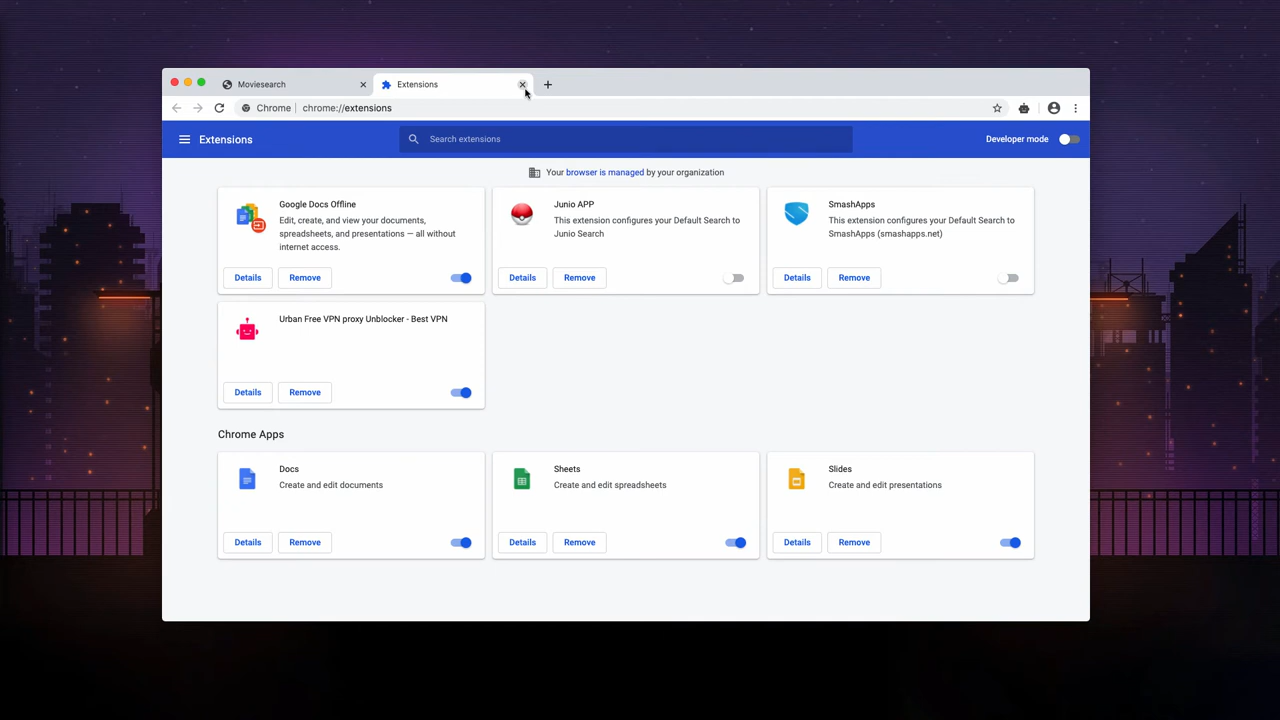 Moviesearch
Extensions
Chrome
chrome://extensions
Extensions
Search extensions
Developer mode
Your browser is managed by your organization
Google Docs Offline
Edit, create, and view your documents,
spreadsheets, and presentations — all without
internet access.
Details
Remove
Junio APP
This extension configures your Default Search to
Junio Search
Details
Remove
SmashApps
This extension configures your Default Search to
SmashApps (smashapps.net)
Details
Remove
Urban Free VPN proxy Unblocker - Best VPN
Details
Remove
Chrome Apps
Docs
Create and edit documents
Details
Remove
Sheets
Create and edit spreadsheets
Details
Remove
Slides
Create and edit presentations
Details
Remove